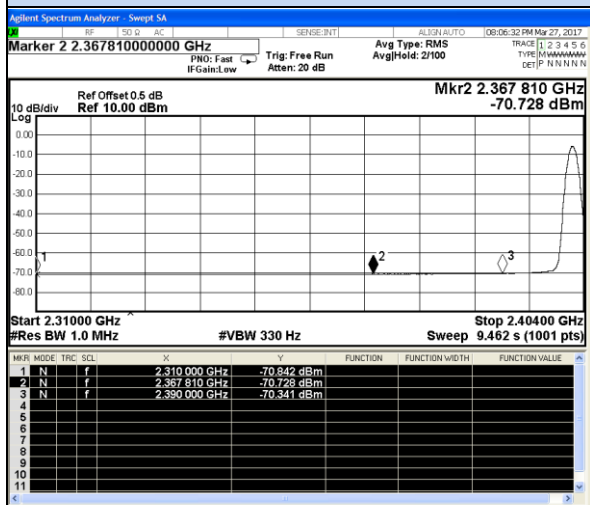 Agilent Spectrum Analyzer - Swept SA
RF 50 Ω AC SENSE:INT ALIGN AUTO 08:06:32 PM Mar 27, 2017
Marker 2 2.367810000000 GHz
PNO: Fast
IFGain:Low
Trig: Free Run
Atten: 20 dB
Avg Type: RMS
Avg|Hold: 2/100
TRACE 1 2 3 4 5 6
TYPE
DET P N N N N N
10 dB/div
Log
Ref Offset 0.5 dB
Ref 10.00 dBm
Mkr2 2.367 810 GHz
-70.728 dBm
0.00
-10.0
-20.0
-30.0
-40.0
-50.0
-60.0
-70.0
-80.0
1
2
3
Start 2.31000 GHz
Stop 2.40400 GHz
#Res BW 1.0 MHz #VBW 330 Hz Sweep 9.462 s (1001 pts)
MKR MODE TRC SCL X Y FUNCTION FUNCTION WIDTH FUNCTION VALUE
1 N f 2.310 000 GHz -70.842 dBm
2 N f 2.367 810 GHz -70.728 dBm
3 N f 2.390 000 GHz -70.341 dBm
4
5
6
7
8
9
10
11